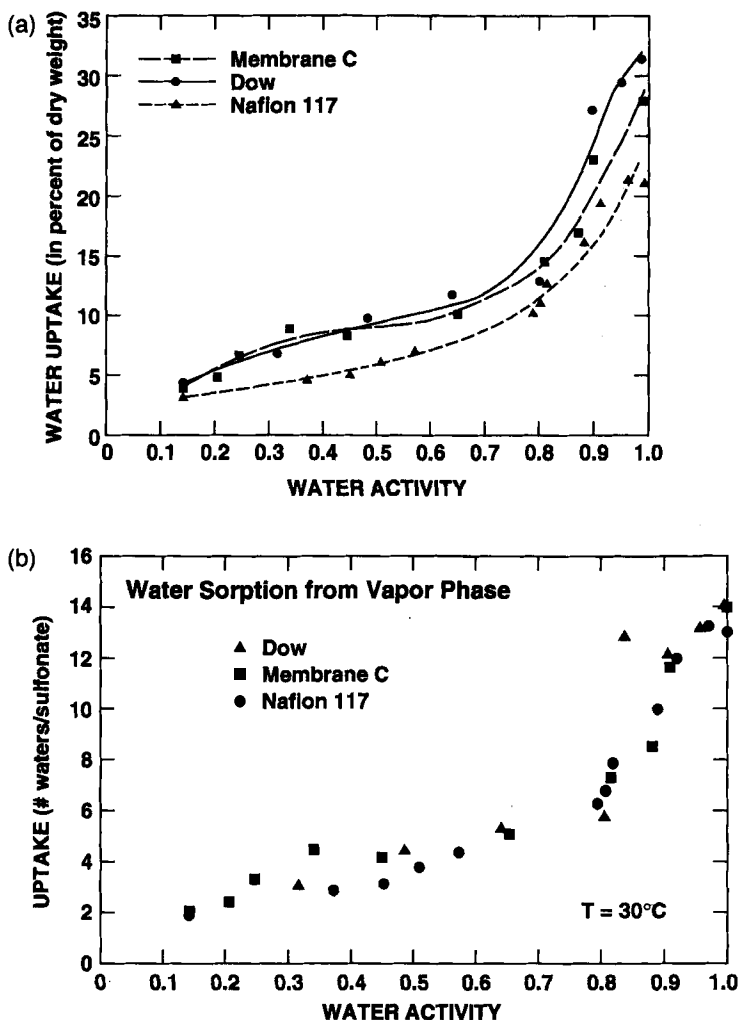 (a)
WATER UPTAKE (in percent of dry weight)
35
30
25
20
15
10
5
0
Membrane C
Dow
Nafion 117
0 0.1 0.2 0.3 0.4 0.5 0.6 0.7 0.8 0.9 1.0
WATER ACTIVITY
(b)
UPTAKE (# waters/sulfonate)
16
14
12
10
8
6
4
2
0
Water Sorption from Vapor Phase
Dow
Membrane C
Nafion 117
T = 30°C
0 0.1 0.2 0.3 0.4 0.5 0.6 0.7 0.8 0.9 1.0
WATER ACTIVITY